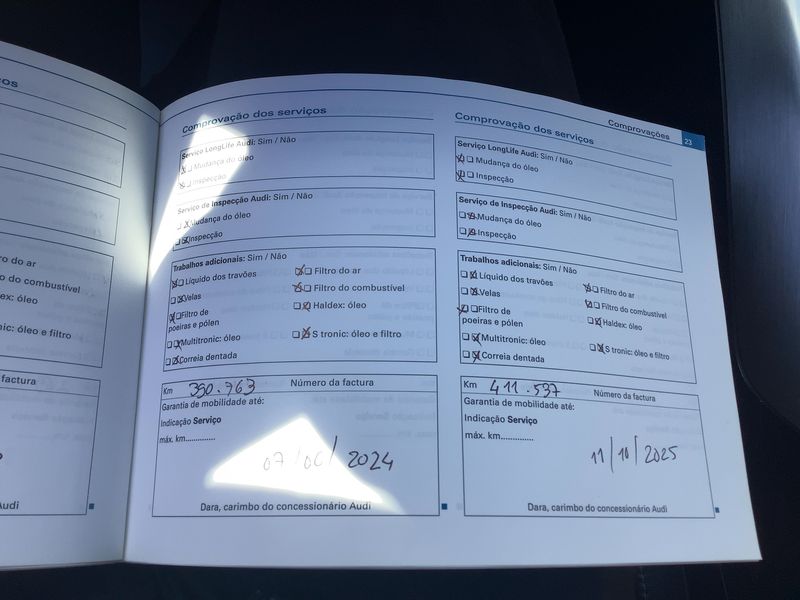 ços
ro do ar
o do combustível
dex: óleo
nic: óleo e filtro
factura
Audi
Comprovação dos serviços
Serviço LongLife Audi: Sim / Não
Mudança do óleo
Inspecção
Serviço de Inspecção Audi: Sim / Não
Mudança do óleo
Inspecção
Trabalhos adicionais: Sim / Não
Líquido dos travões
Filtro do ar
Velas
Filtro do combustível
Filtro de
poeiras e pólen
Haldex: óleo
Multitronic: óleo
S tronic: óleo e filtro
Correia dentada
Km 390.763 Número da factura
Garantia de mobilidade até:
Indicação Serviço
máx. km..............
07/06/2024
Dara, carimbo do concessionário Audi
Comprovações 23
Comprovação dos serviços
Serviço LongLife Audi: Sim / Não
Mudança do óleo
Inspecção
Serviço de Inspecção Audi: Sim / Não
Mudança do óleo
Inspecção
Trabalhos adicionais: Sim / Não
Líquido dos travões
Filtro do ar
Velas
Filtro do combustível
Filtro de
poeiras e pólen
Haldex: óleo
Multitronic: óleo
S tronic: óleo e filtro
Correia dentada
Km 411.537 Número da factura
Garantia de mobilidade até:
Indicação Serviço
máx. km..............
11/10/2025
Dara, carimbo do concessionário Audi